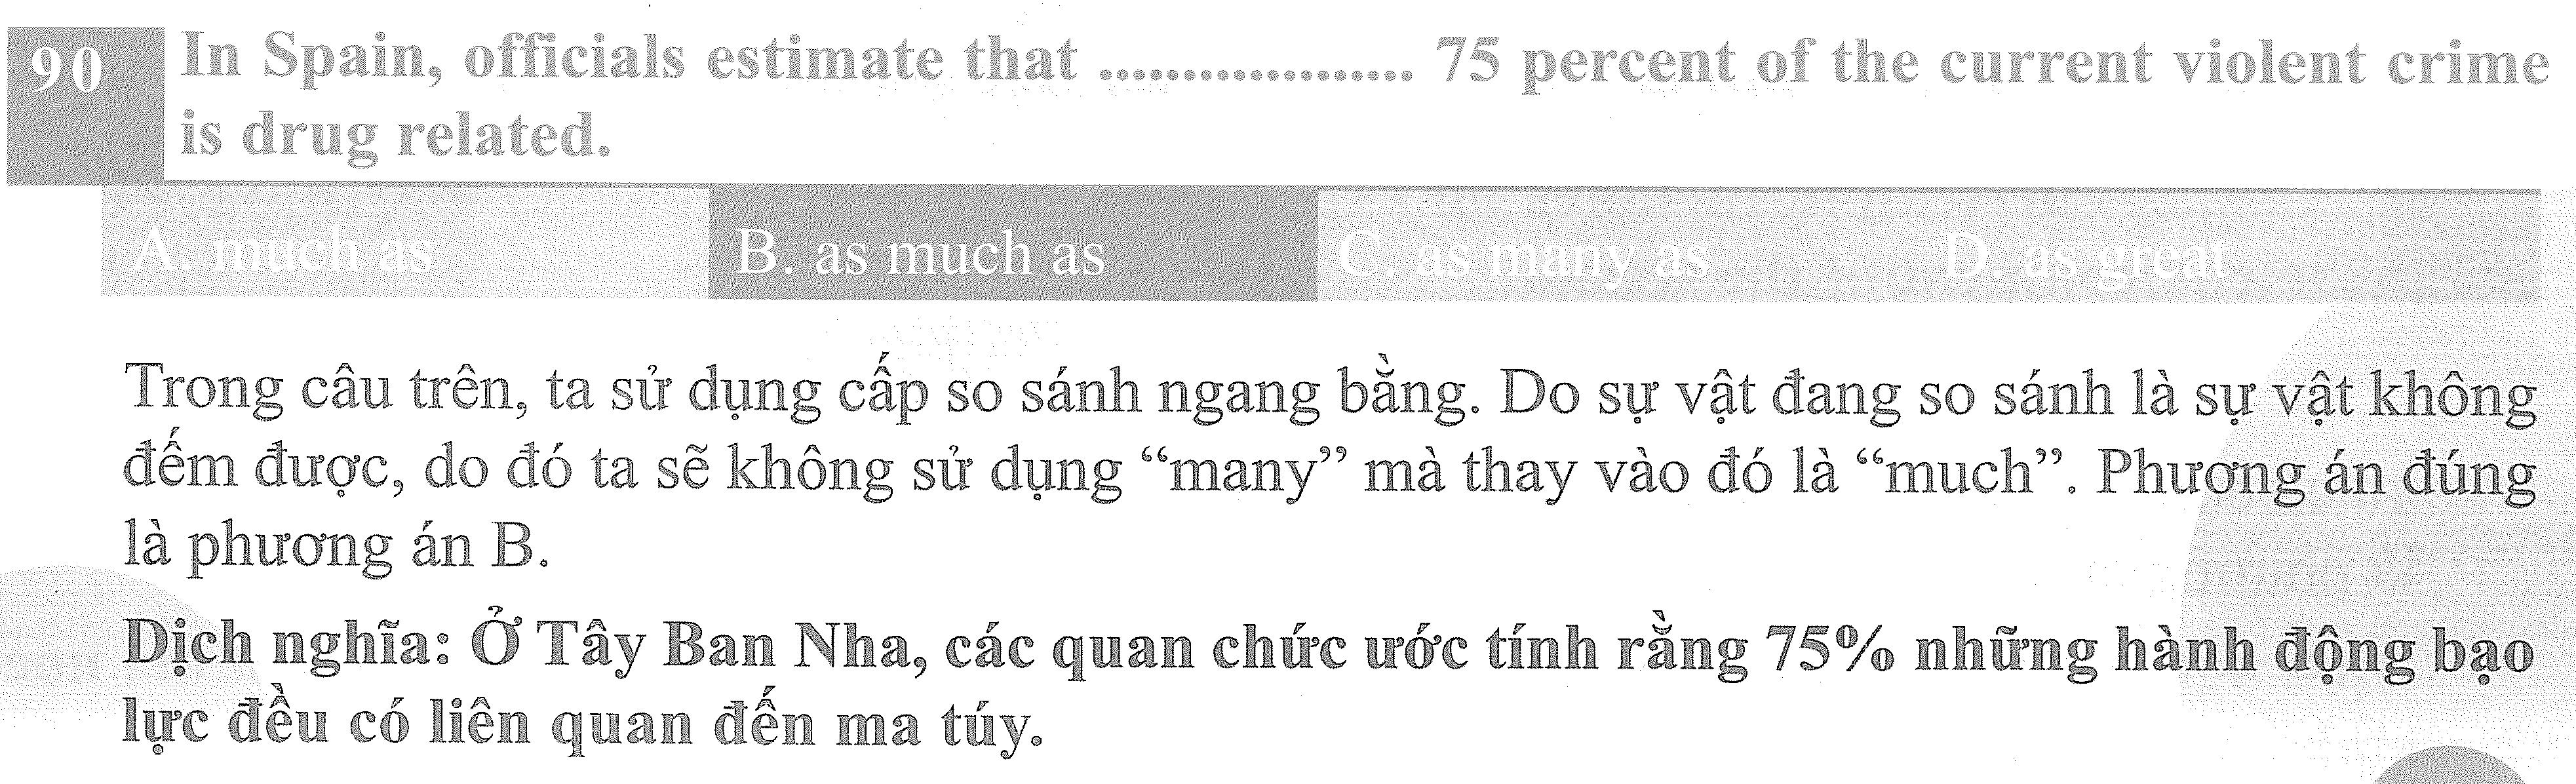 90 In Spain, officials estimate that .................. 75 percent of the current violent crime
is drug related.
A. much as B. as much as C. as many as D. as great
Trong câu trên, ta sử dụng cấp so sánh ngang bằng. Do sự vật đang so sánh là sự vật không
đếm được, do đó ta sẽ không sử dụng “many” mà thay vào đó là “much”. Phương án đúng
là phương án B.
Dịch nghĩa: Ở Tây Ban Nha, các quan chức ước tính rằng 75% những hành động bạo
lực đều có liên quan đến ma túy.